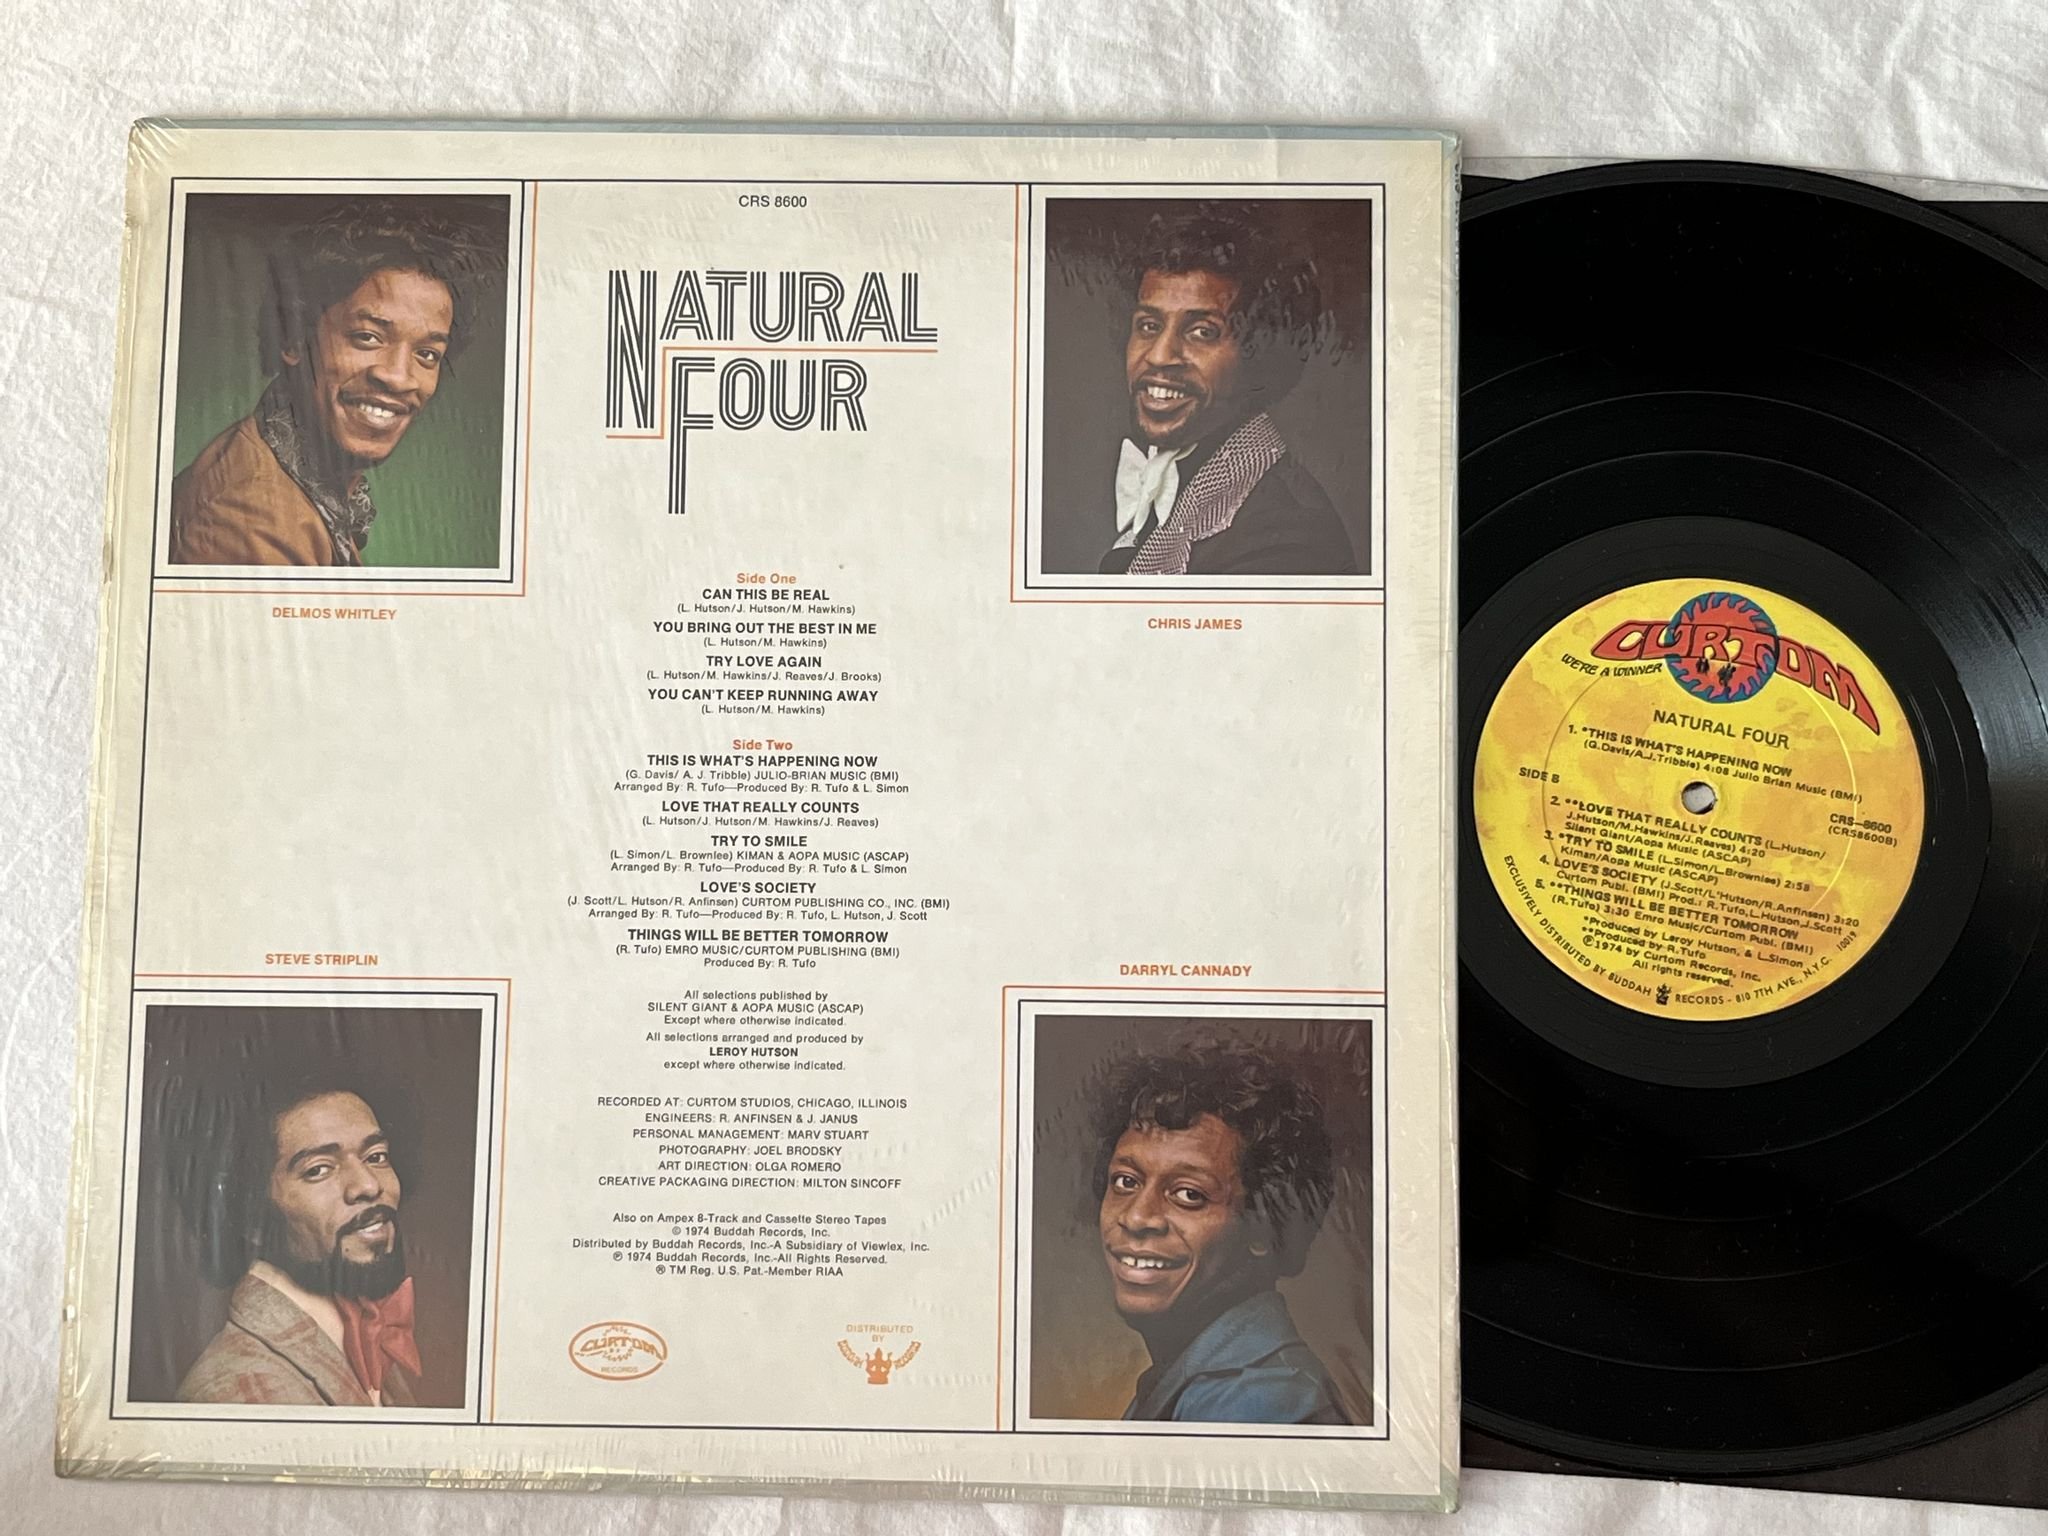 CRS 8600
NATURAL
FOUR
DELMOS WHITLEY
CHRIS JAMES
Side One
CAN THIS BE REAL
(L. Hutson/J. Hutson/M. Hawkins)
YOU BRING OUT THE BEST IN ME
(L. Hutson/M. Hawkins)
TRY LOVE AGAIN
(L. Hutson/M. Hawkins/J. Reaves/J. Brooks)
YOU CAN'T KEEP RUNNING AWAY
(L. Hutson/M. Hawkins)
Side Two
THIS IS WHAT'S HAPPENING NOW
(G. Davis/ A. J. Tribble) JULIO-BRIAN MUSIC (BMI)
Arranged By: R. Tufo—Produced By: R. Tufo & L. Simon
LOVE THAT REALLY COUNTS
(L. Hutson/J. Hutson/M. Hawkins/J. Reaves)
TRY TO SMILE
(L. Simon/L. Brownlee) KIMAN & AOPA MUSIC (ASCAP)
Arranged By: R. Tufo—Produced By: R. Tufo & L. Simon
LOVE'S SOCIETY
(J. Scott/L. Hutson/R. Anfinsen) CURTOM PUBLISHING CO., INC. (BMI)
Arranged By: R. Tufo—Produced By: R. Tufo, L. Hutson, J. Scott
THINGS WILL BE BETTER TOMORROW
(R. Tufo) EMRO MUSIC/CURTOM PUBLISHING (BMI)
Produced By: R. Tufo
STEVE STRIPLIN
DARRYL CANNADY
All selections published by
SILENT GIANT & AOPA MUSIC (ASCAP)
Except where otherwise indicated.
All selections arranged and produced by
LEROY HUTSON
except where otherwise indicated.
RECORDED AT: CURTOM STUDIOS, CHICAGO, ILLINOIS
ENGINEERS: R. ANFINSEN & J. JANUS
PERSONAL MANAGEMENT: MARV STUART
PHOTOGRAPHY: JOEL BRODSKY
ART DIRECTION: OLGA ROMERO
CREATIVE PACKAGING DIRECTION: MILTON SINCOFF
Also on Ampex 8-Track and Cassette Stereo Tapes
© 1974 Buddah Records, Inc.
Distributed by Buddah Records, Inc.-A Subsidiary of Viewlex, Inc.
℗ 1974 Buddah Records, Inc.-All Rights Reserved.
® TM Reg. U.S. Pat.-Member RIAA
CURTOM
RECORDS
DISTRIBUTED
BY
BUDDAH RECORDS
CURTOM
WE'RE A WINNER
NATURAL FOUR
1. *THIS IS WHAT'S HAPPENING NOW
(G.Davis/A.J.Tribble) 4:08 Julio Brian Music (BMI)
SIDE B
CRS-8600
(CRS8600B)
2. **LOVE THAT REALLY COUNTS (L.Hutson/
J.Hutson/M.Hawkins/J.Reaves) 4:20
Silent Giant/Aopa Music (ASCAP)
3. *TRY TO SMILE (L.Simon/L.Brownlee) 2:58
Kiman/Aopa Music (ASCAP)
4. LOVE'S SOCIETY (J.Scott/L'Hutson/R.Anfinsen) 3:20
Curtom Publ. (BMI) Prod.: R.Tufo,L.Hutson,J.Scott
5. **THINGS WILL BE BETTER TOMORROW
(R.Tufo) 3:30 Emro Music/Curtom Publ. (BMI)
*Produced by Leroy Hutson, & L.Simon
**Produced by R.Tufo
℗ 1974 by Curtom Records, Inc.
All rights reserved.
EXCLUSIVELY DISTRIBUTED BY BUDDAH RECORDS - 810 7TH AVE., N.Y.C. 10019